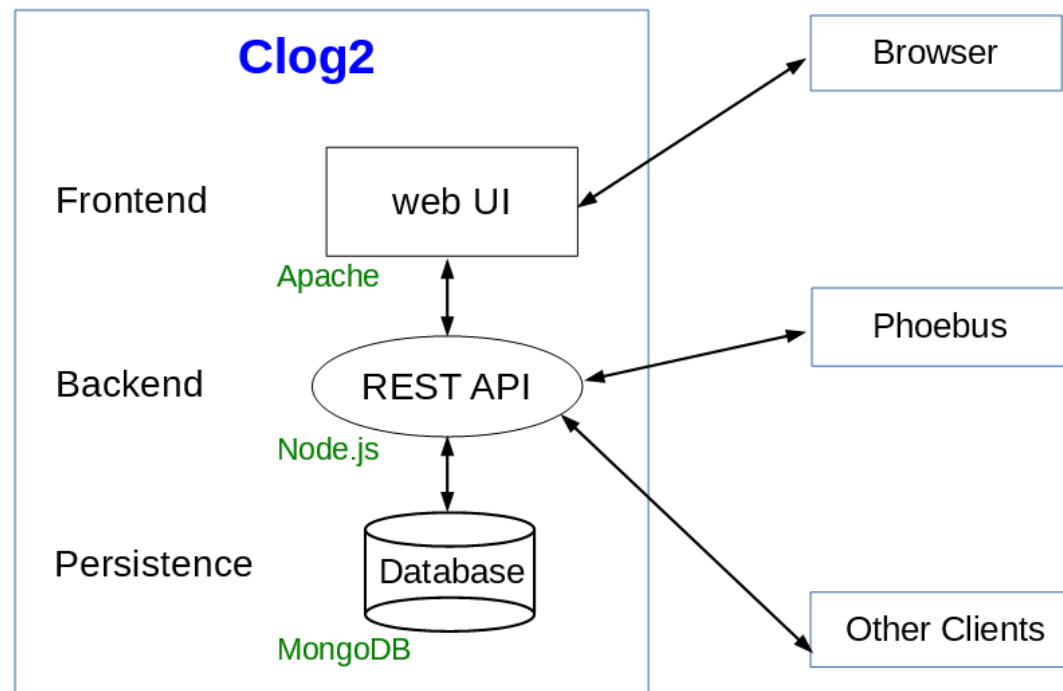 Clog2
Browser
Frontend
web UI
Apache
Phoebus
Backend
REST API
Node.js
Persistence
Database
Other Clients
MongoDB